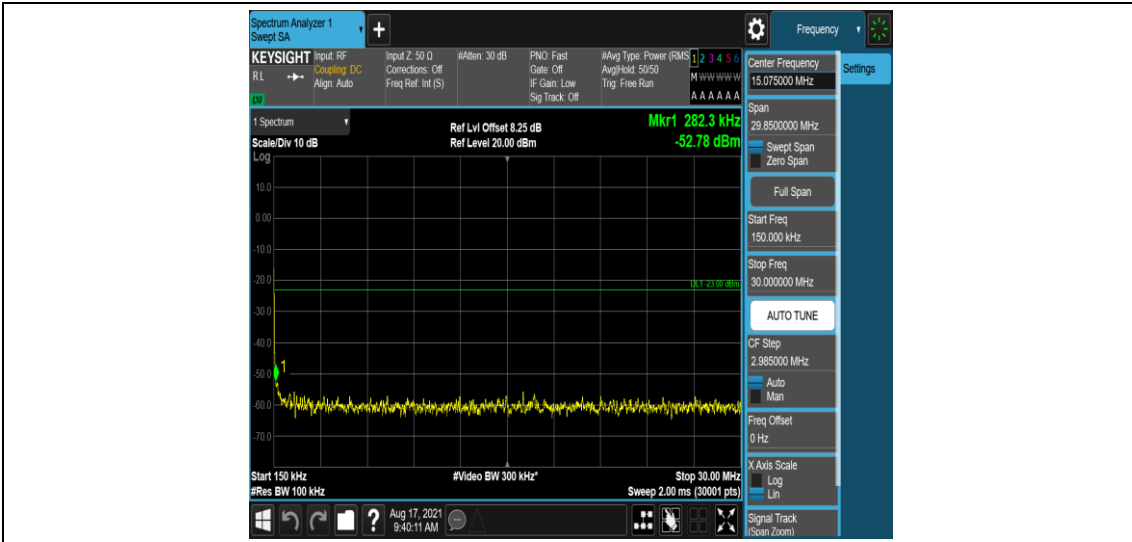 Spectrum Analyzer 1
Swept SA
Frequency
KEYSIGHT
RL
LXI
Input: RF
Coupling: DC
Align: Auto
Input Z: 50 Ω
Corrections: Off
Freq Ref: Int (S)
#Atten: 30 dB
PNO: Fast
Gate: Off
IF Gain: Low
Sig Track: Off
#Avg Type: Power (RMS
Avg|Hold: 50/50
Trig: Free Run
1 2 3 4 5 6
M W W W W W
A A A A A A
1 Spectrum
Scale/Div 10 dB
Ref Lvl Offset 8.25 dB
Ref Level 20.00 dBm
Mkr1 282.3 kHz
-52.78 dBm
Log
10.0
0.00
-10.0
-20.0
DL1 -23.00 dBm
-30.0
-40.0
-50.0
1
-60.0
-70.0
Start 150 kHz
#Video BW 300 kHz*
Stop 30.00 MHz
#Res BW 100 kHz
Sweep 2.00 ms (30001 pts)
?
Aug 17, 2021
9:40:11 AM
Center Frequency
15.075000 MHz
Settings
Span
29.8500000 MHz
Swept Span
Zero Span
Full Span
Start Freq
150.000 kHz
Stop Freq
30.000000 MHz
AUTO TUNE
CF Step
2.985000 MHz
Auto
Man
Freq Offset
0 Hz
X Axis Scale
Log
Lin
Signal Track
(Span Zoom)